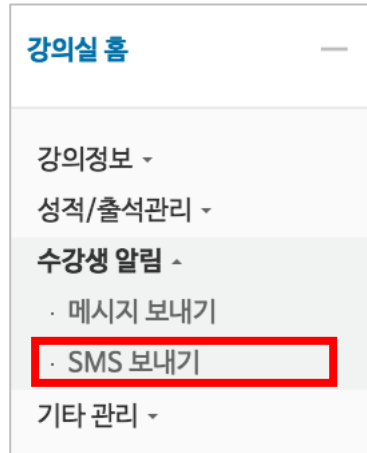 강의실 홈
강의정보
성적/출석관리
수강생 알림
· 메시지 보내기
· SMS 보내기
기타 관리